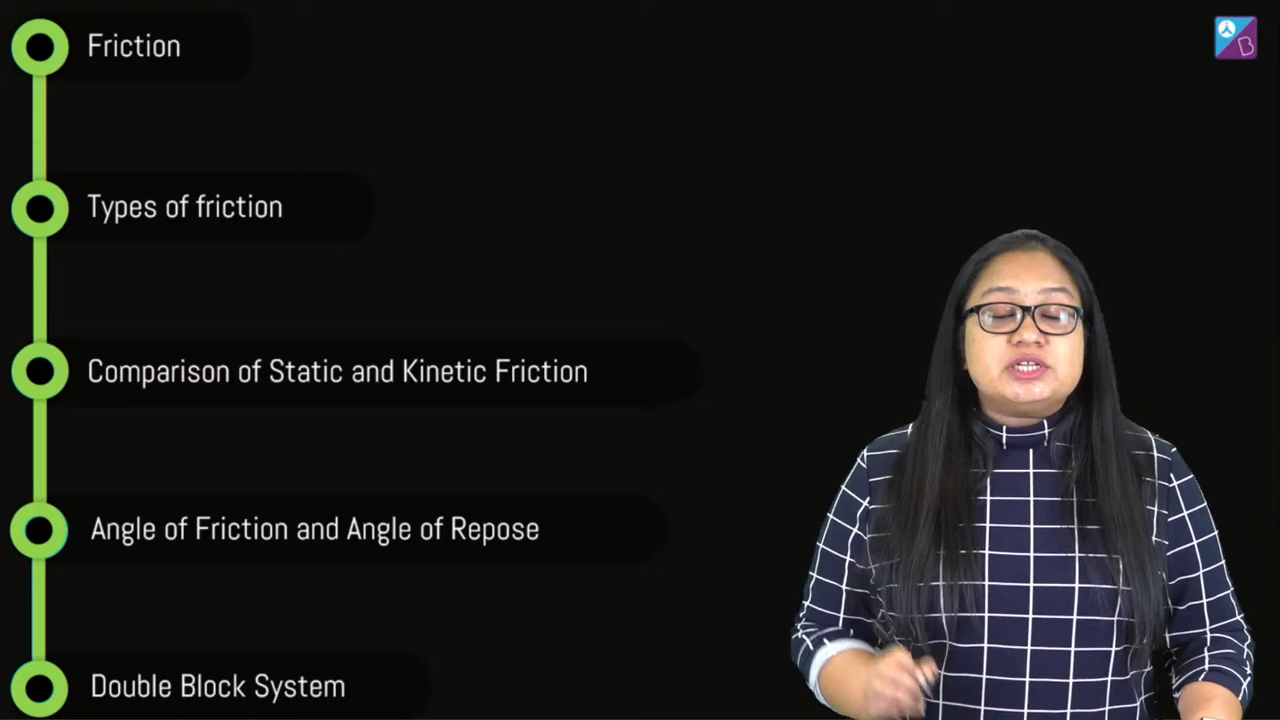 Friction
Types of friction
Comparison of Static and Kinetic Friction
Angle of Friction and Angle of Repose
Double Block System